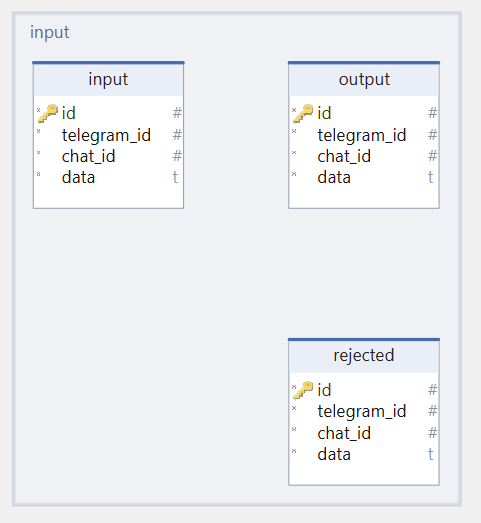 input
input
id #
telegram_id #
chat_id #
data t
output
id #
telegram_id #
chat_id #
data t
rejected
id #
telegram_id #
chat_id #
data t